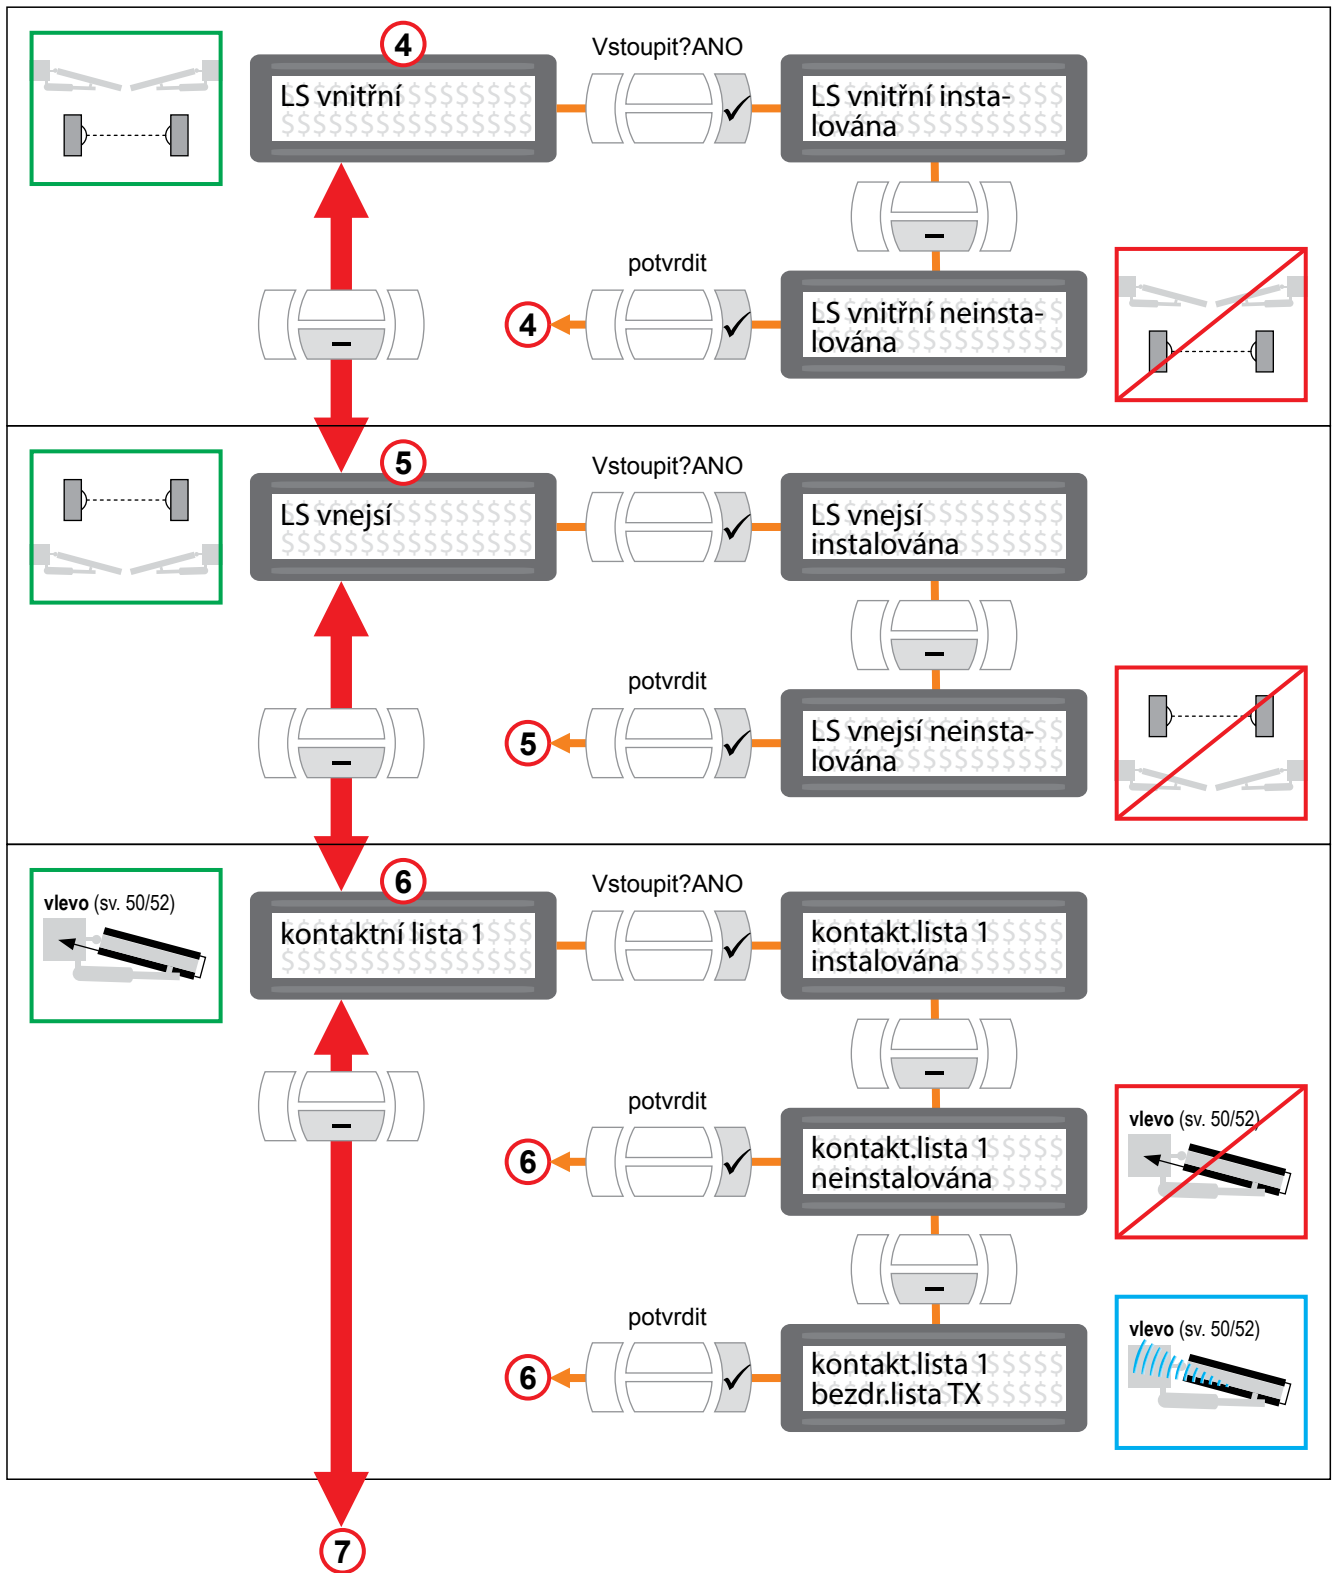 4
Vstoupit?ANO
LS vnitřní
LS vnitřní insta-
lována
potvrdit
4
LS vnitřní neinsta-
lována
5
Vstoupit?ANO
LS vnejsí
LS vnejsí
instalována
potvrdit
5
LS vnejsí neinsta-
lována
6
Vstoupit?ANO
vlevo (sv. 50/52)
kontaktní lista 1
kontakt.lista 1
instalována
potvrdit
6
kontakt.lista 1
neinstalována
vlevo (sv. 50/52)
potvrdit
6
kontakt.lista 1
bezdr.lista TX
vlevo (sv. 50/52)
7